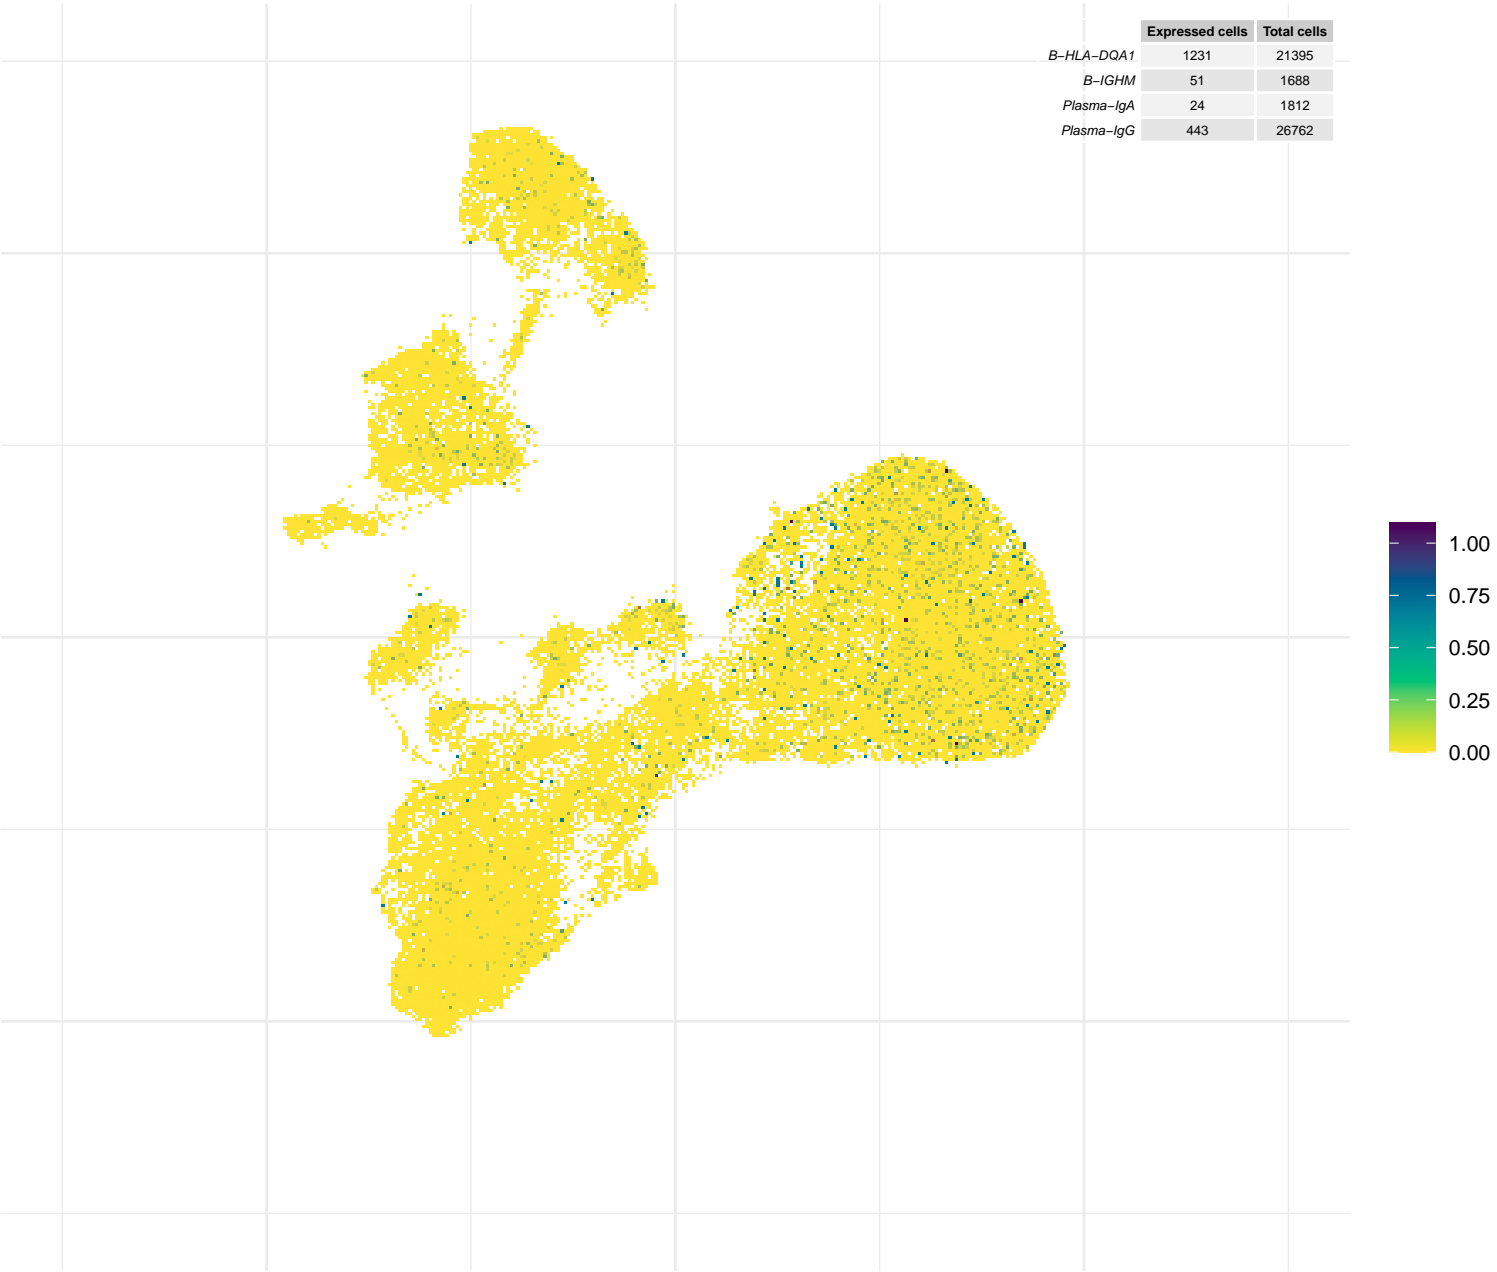 Expressed cells Total cells
B−HLA−DQA1 1231 21395
B−IGHM 51 1688
Plasma−IgA 24 1812
Plasma−IgG 443 26762
1.00
0.75
0.50
0.25
0.00